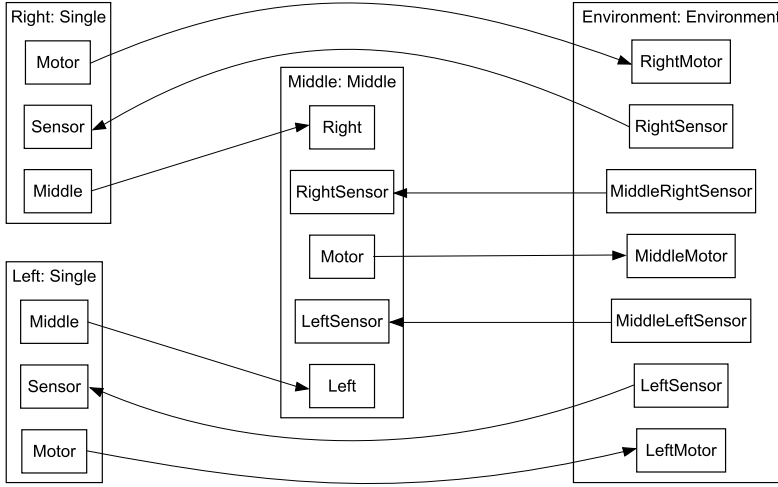 Right: Single
Motor
Sensor
Middle
Left: Single
Middle
Sensor
Motor
Middle: Middle
Right
RightSensor
Motor
LeftSensor
Left
Environment: Environment
RightMotor
RightSensor
MiddleRightSensor
MiddleMotor
MiddleLeftSensor
LeftSensor
LeftMotor